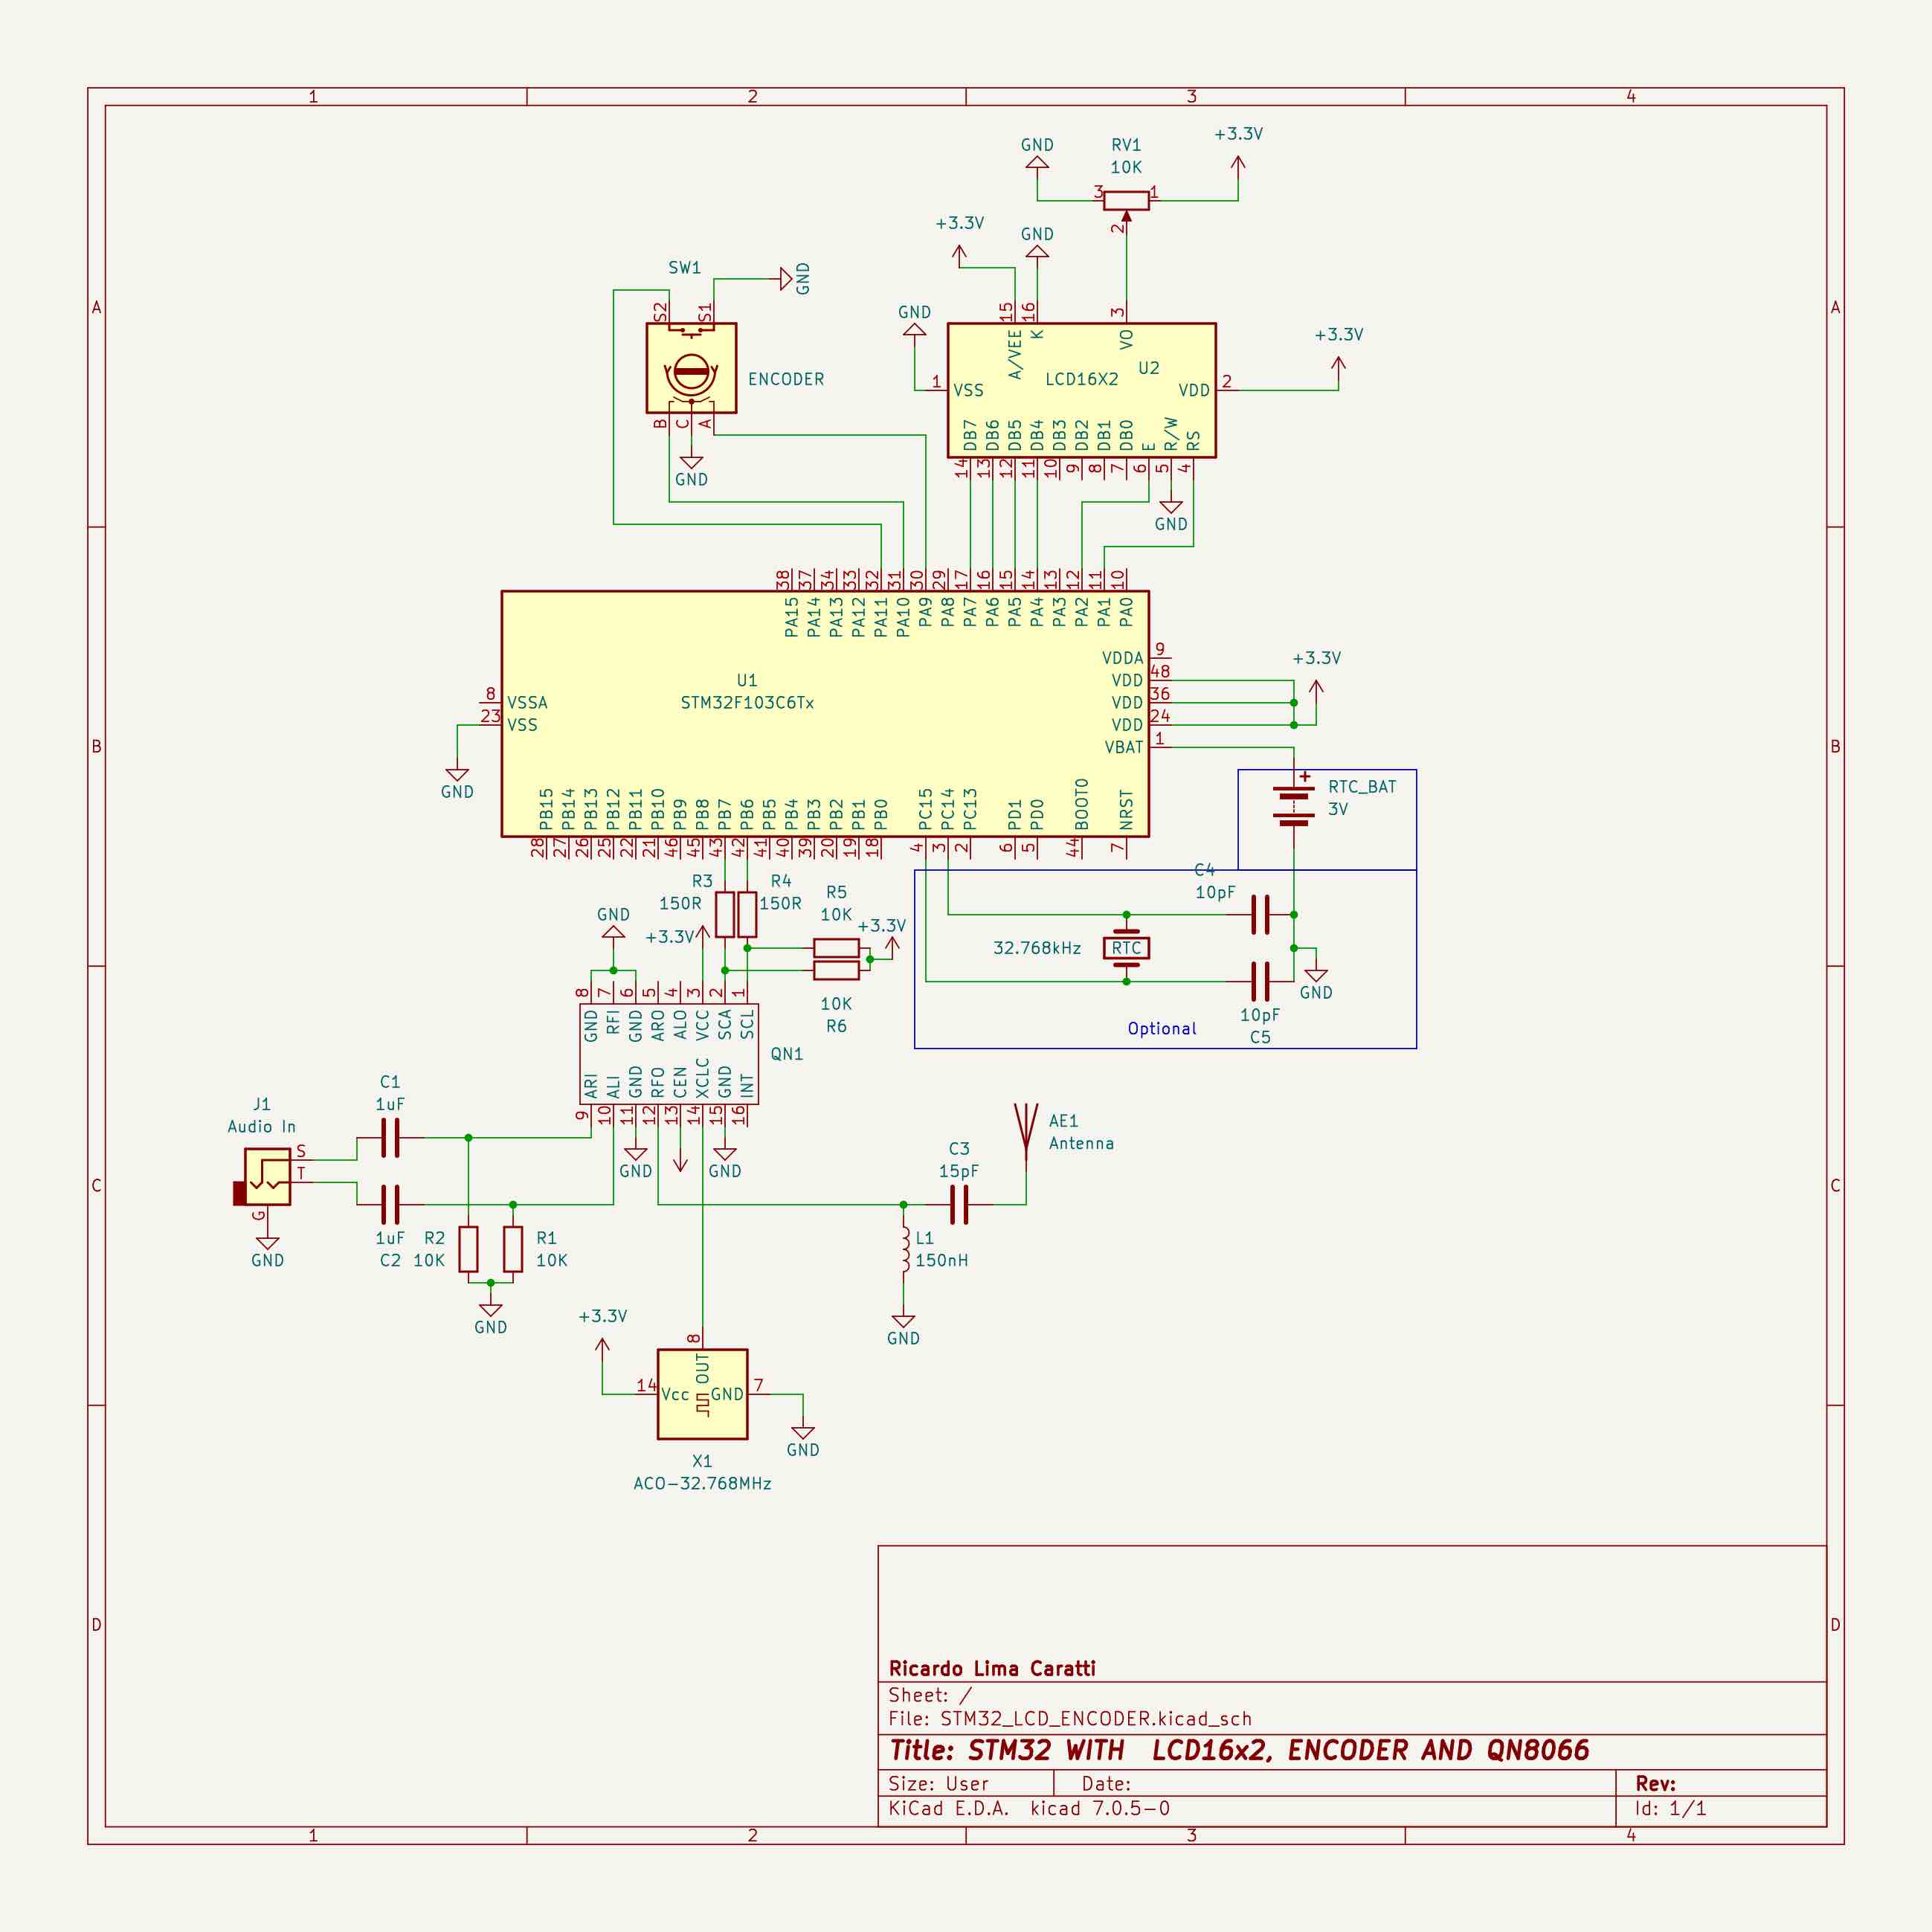 1 2 3 4
A A
B B
C C
D D
GND
RV1
10K
+3.3V
3 1
2
+3.3V
GND
SW1
GND
S2 S1
ENCODER
B C A
GND
GND
15 16 3
A/VEE K VO
U2
LCD16X2
1 VSS
VDD 2
+3.3V
DB7 DB6 DB5 DB4 DB3 DB2 DB1 DB0 E R/W RS
14 13 12 11 10 9 8 7 6 5 4
GND
38 37 34 33 32 31 30 29 17 16 15 14 13 12 11 10
PA15 PA14 PA13 PA12 PA11 PA10 PA9 PA8 PA7 PA6 PA5 PA4 PA3 PA2 PA1 PA0
U1
STM32F103C6Tx
8 VSSA
23 VSS
GND
VDDA 9
VDD 48
VDD 36
VDD 24
VBAT 1
+3.3V
PB15 PB14 PB13 PB12 PB11 PB10 PB9 PB8 PB7 PB6 PB5 PB4 PB3 PB2 PB1 PB0 PC15 PC14 PC13 PD1 PD0 BOOT0 NRST
28 27 26 25 22 21 46 45 43 42 41 40 39 20 19 18 4 3 2 6 5 44 7
+
RTC_BAT
3V
R3
150R
R4
150R
R5
10K
+3.3V
10K
R6
GND
+3.3V
C4
10pF
32.768kHz
RTC
GND
10pF
C5
Optional
8 7 6 5 4 3 2 1
GND RFI GND ARO ALO VCC SCA SCL
QN1
ARI ALI GND RFO CEN XCLC GND INT
9 10 11 12 13 14 15 16
GND
GND
J1
Audio In
S
T
G
GND
C1
1uF
1uF
C2
R2
10K
R1
10K
GND
C3
15pF
AE1
Antenna
L1
150nH
GND
+3.3V
8
OUT
14 Vcc
GND 7
GND
X1
ACO-32.768MHz
Ricardo Lima Caratti
Sheet: /
File: STM32_LCD_ENCODER.kicad_sch
Title: STM32 WITH  LCD16x2, ENCODER AND QN8066
Size: User Date: Rev:
KiCad E.D.A.  kicad 7.0.5-0 Id: 1/1
1 2 3 4